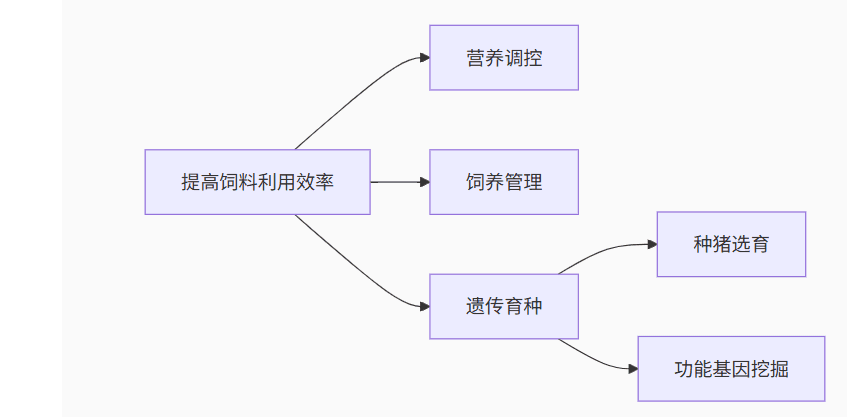 营养调控
提高饲料利用效率
饲养管理
种猪选育
遗传育种
功能基因挖掘